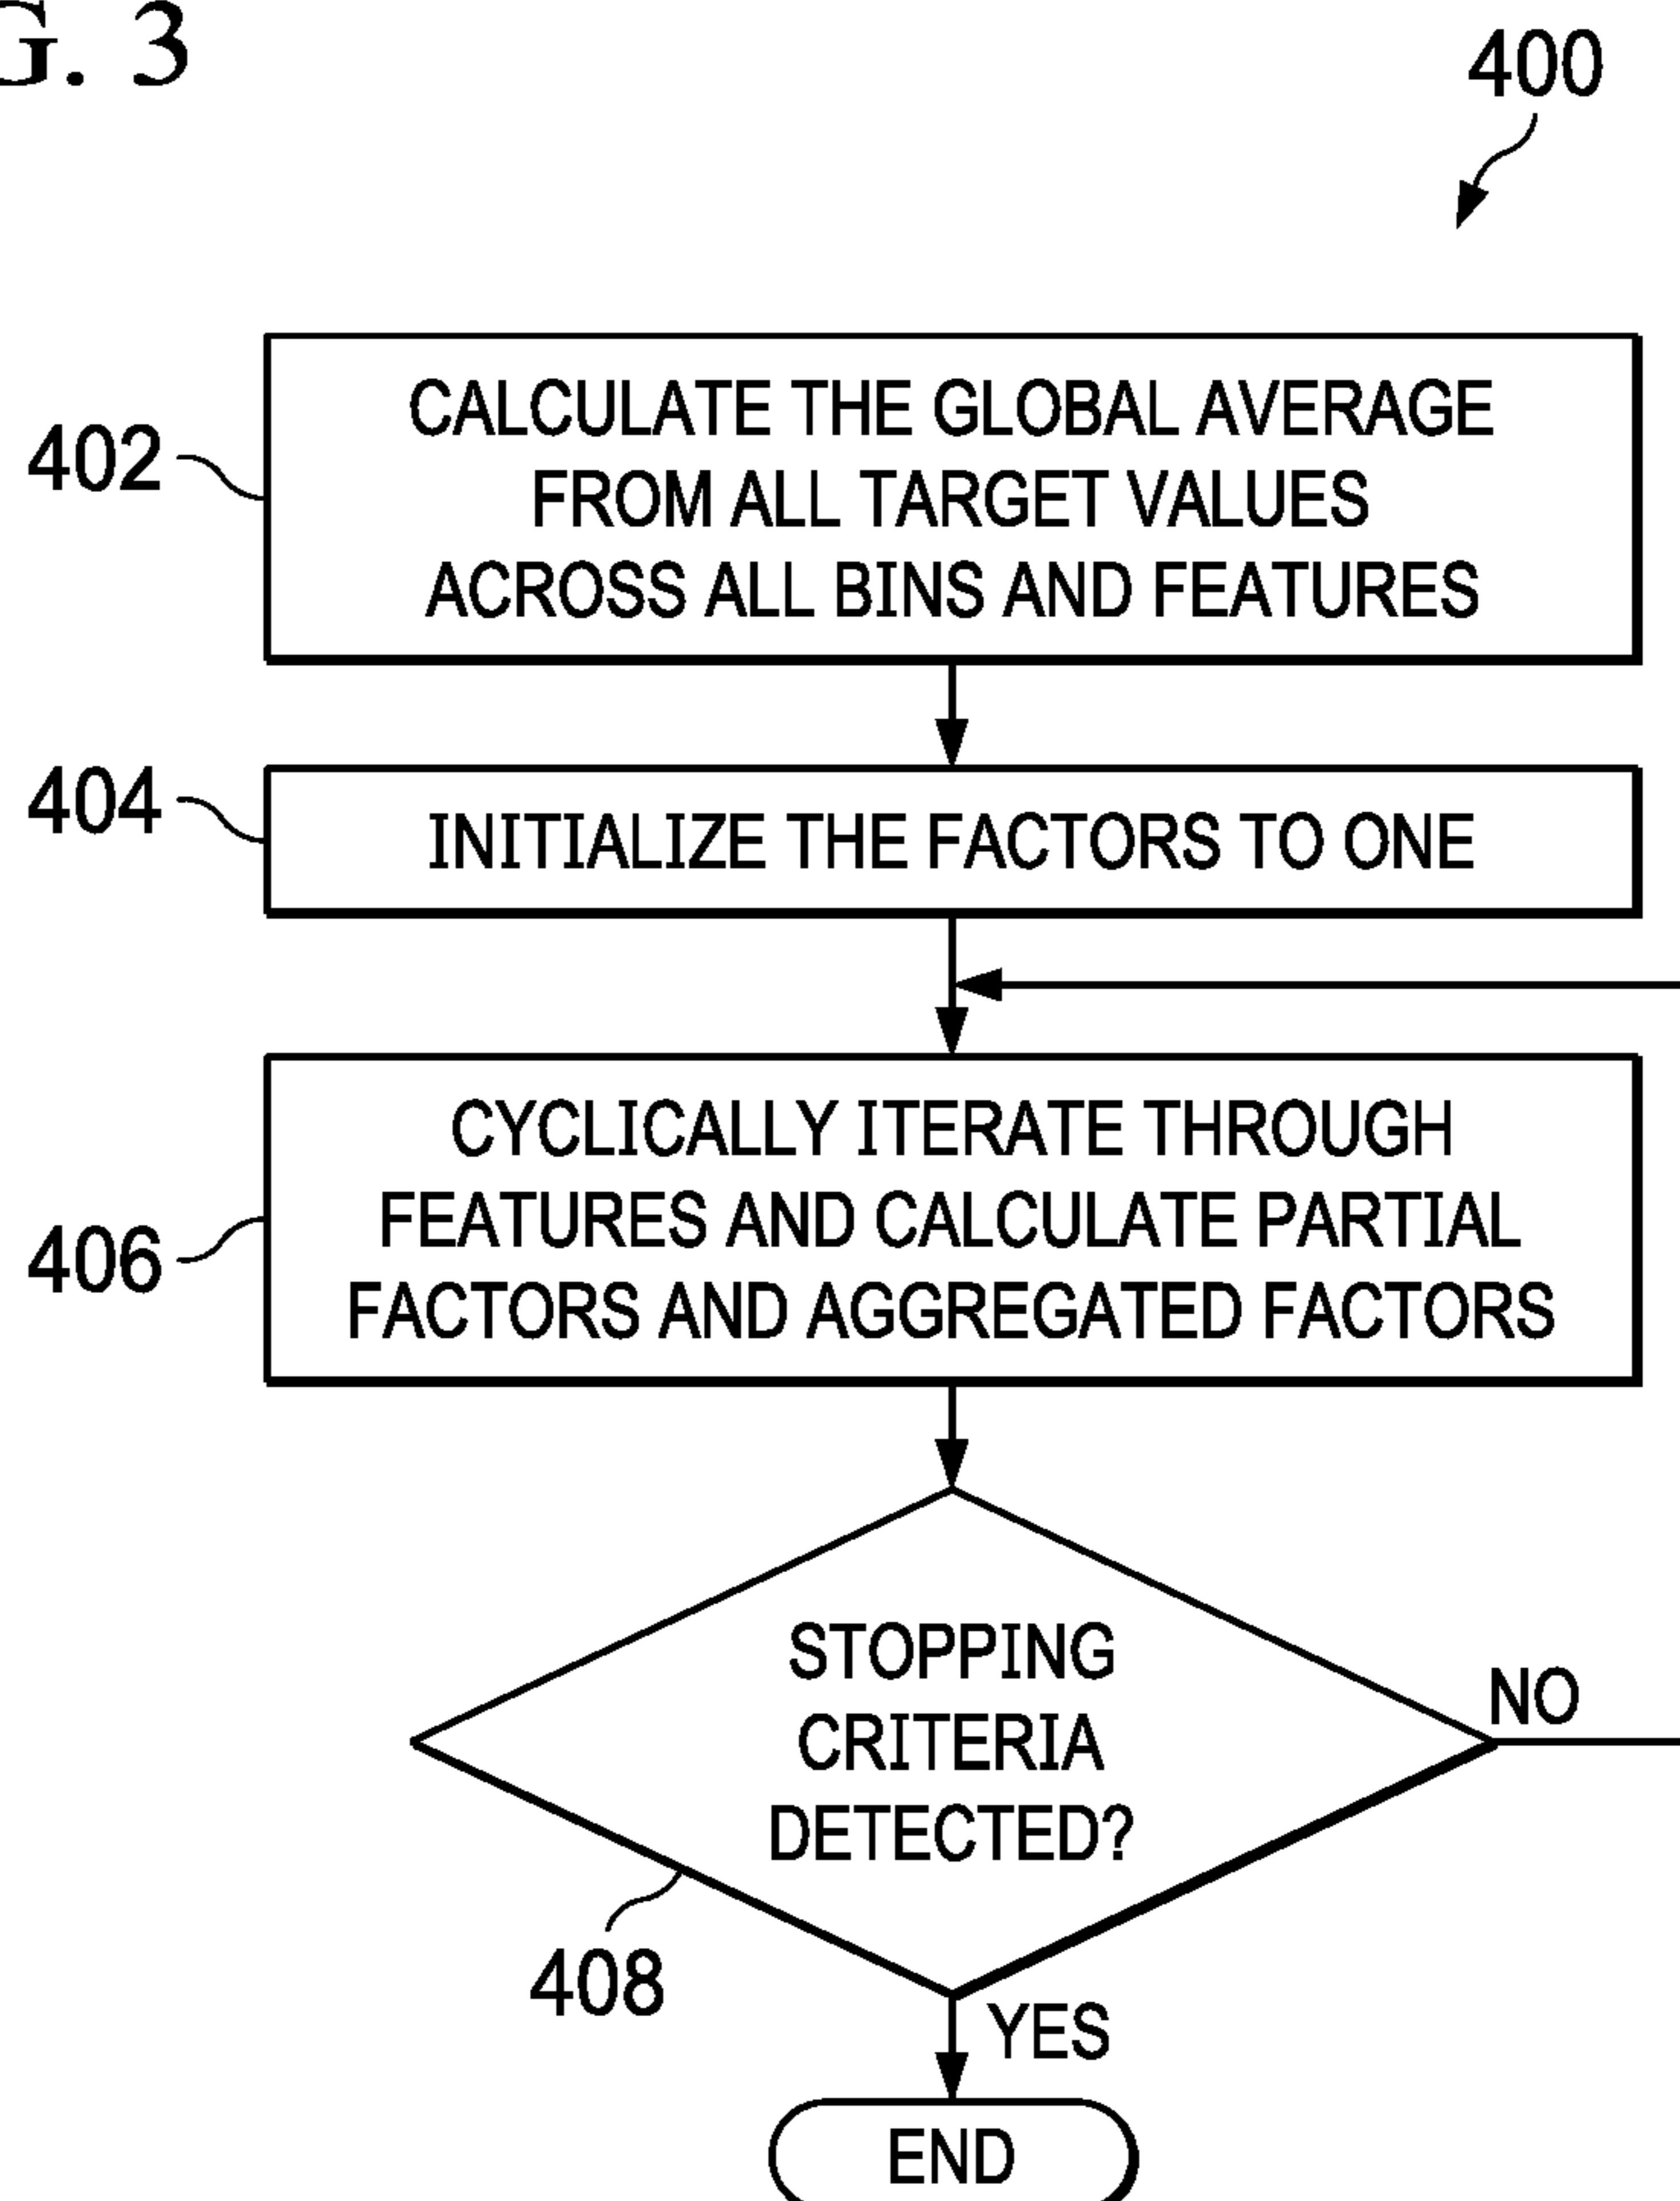 G. 3
400
402
CALCULATE THE GLOBAL AVERAGE
FROM ALL TARGET VALUES
ACROSS ALL BINS AND FEATURES
404
INITIALIZE THE FACTORS TO ONE
406
CYCLICALLY ITERATE THROUGH
FEATURES AND CALCULATE PARTIAL
FACTORS AND AGGREGATED FACTORS
STOPPING
CRITERIA
DETECTED?
NO
408
YES
END